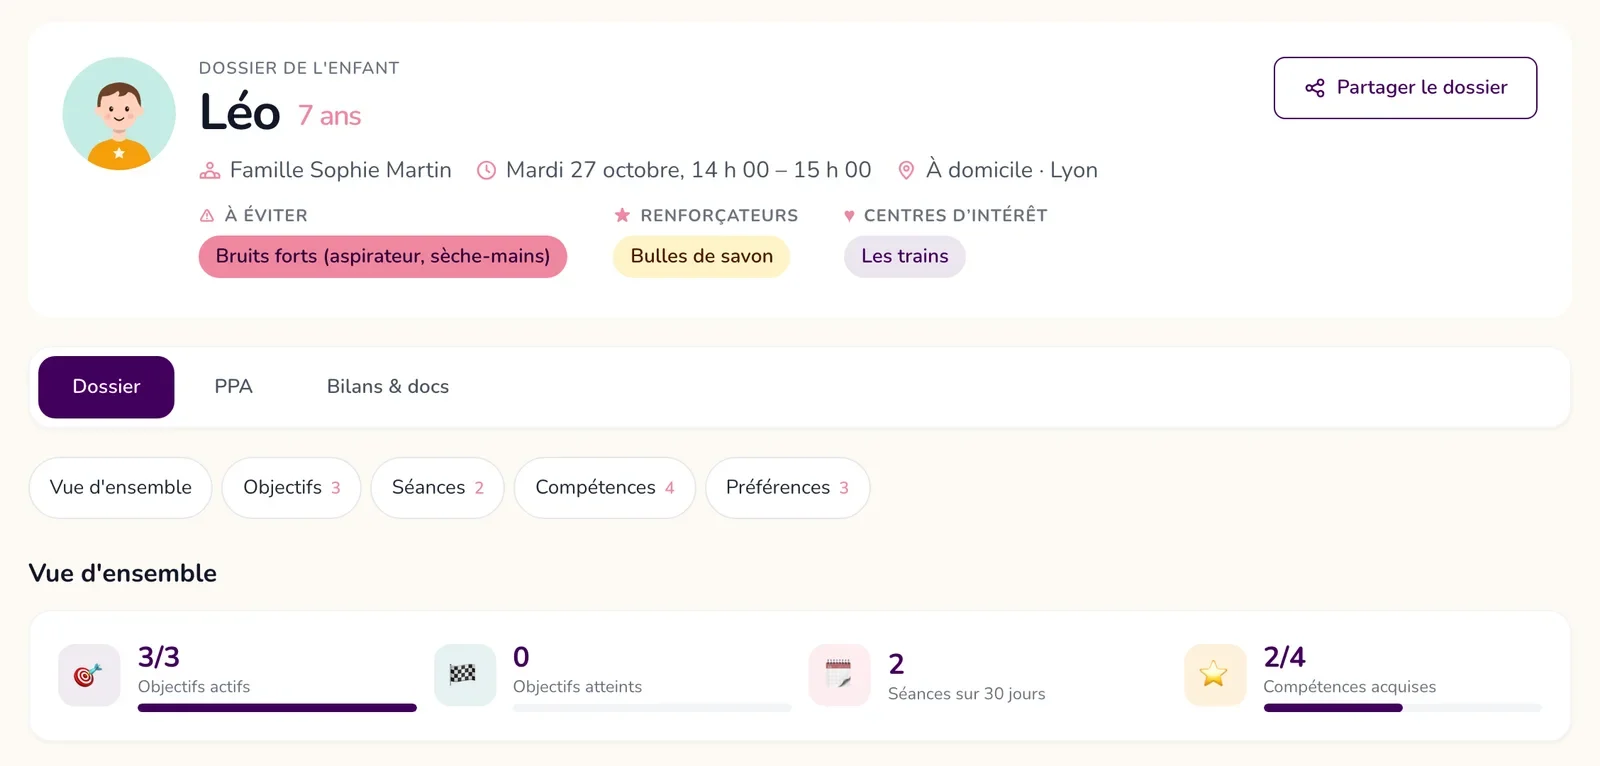 DOSSIER DE L'ENFANT
Léo 7 ans
Partager le dossier
Famille Sophie Martin Mardi 27 octobre, 14 h 00 – 15 h 00 À domicile · Lyon
À ÉVITER RENFORÇATEURS CENTRES D’INTÉRÊT
Bruits forts (aspirateur, sèche-mains) Bulles de savon Les trains
Dossier PPA Bilans & docs
Vue d'ensemble Objectifs 3 Séances 2 Compétences 4 Préférences 3
Vue d'ensemble
3/3
Objectifs actifs
0
Objectifs atteints
2
Séances sur 30 jours
2/4
Compétences acquises